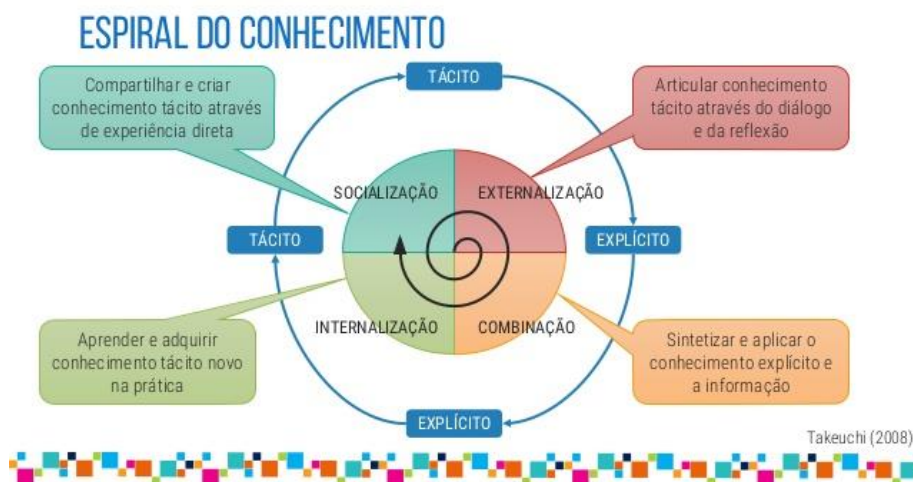 ESPIRAL DO CONHECIMENTO
TÁCITO
Compartilhar e criar
conhecimento tácito através
de experiência direta
Articular conhecimento
tácito através do diálogo
e da reflexão
SOCIALIZAÇÃO
EXTERNALIZAÇÃO
TÁCITO
EXPLÍCITO
INTERNALIZAÇÃO
COMBINAÇÃO
Aprender e adquirir
conhecimento tácito novo
na prática
Sintetizar e aplicar o
conhecimento explícito e
a informação
EXPLÍCITO
Takeuchi (2008)